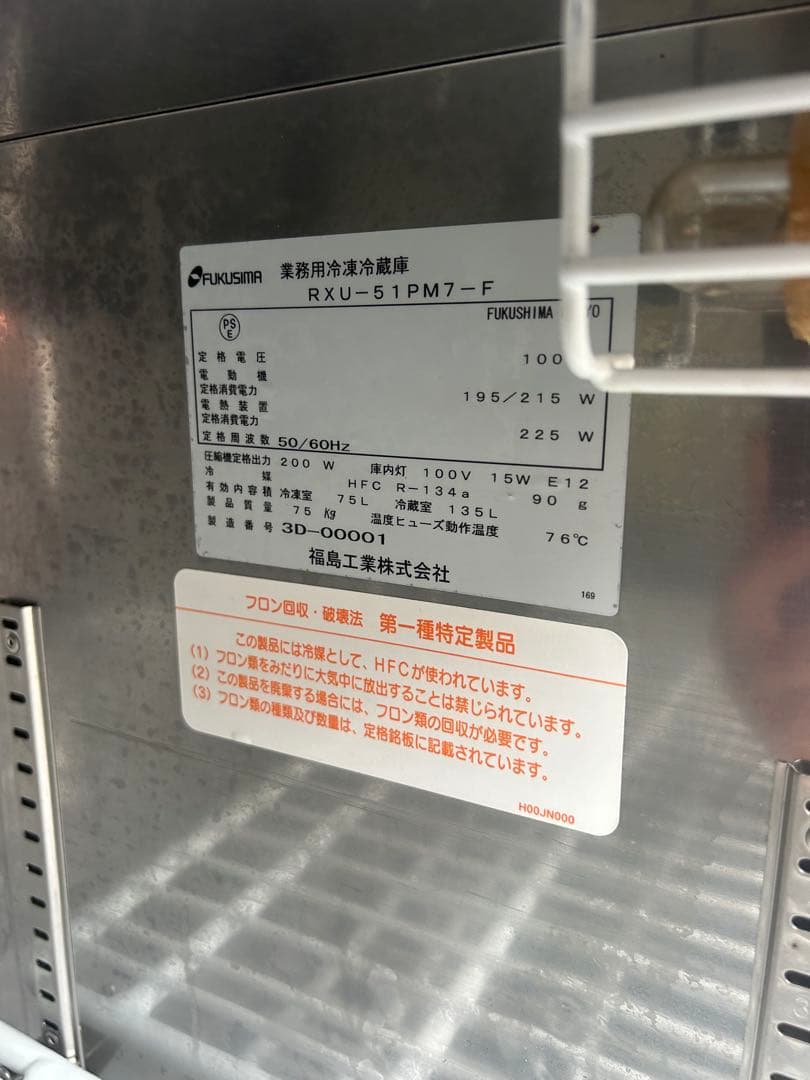 FUKUSIMA 業務用冷凍冷蔵庫
RXU-51PM7-F
FUKUSHIMA
PS
E
定格電圧 100
電動機
定格消費電力 195/215 W
電熱装置
定格消費電力 225 W
定格周波数 50/60Hz
圧縮機定格出力 200 W 庫内灯 100V 15W E12
冷媒 HFC R-134a 90 g
有効内容積 冷凍室 75L 冷蔵室 135L
製品質量 75 Kg 温度ヒューズ動作温度 76℃
製造番号 3D-00001
福島工業株式会社
169
フロン回収・破壊法 第一種特定製品
この製品には冷媒として、HFCが使われています。
(1) フロン類をみだりに大気中に放出することは禁じられています。
(2) この製品を廃棄する場合には、フロン類の回収が必要です。
(3) フロン類の種類及び数量は、定格銘板に記載されています。
H00JN000